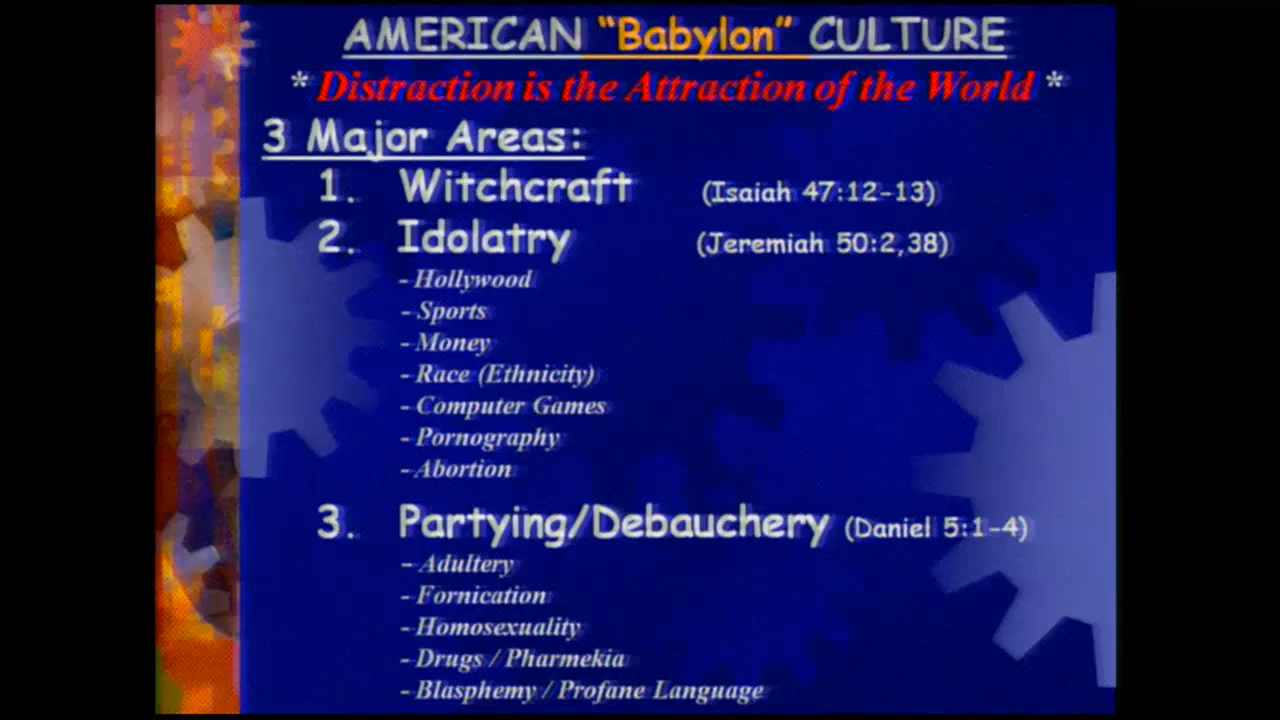 AMERICAN “Babylon” CULTURE
* Distraction is the Attraction of the World *
3 Major Areas:
1. Witchcraft (Isaiah 47:12-13)
2. Idolatry (Jeremiah 50:2,38)
- Hollywood
- Sports
- Money
- Race (Ethnicity)
- Computer Games
- Pornography
- Abortion
3. Partying/Debauchery (Daniel 5:1-4)
- Adultery
- Fornication
- Homosexuality
- Drugs / Pharmekia
- Blasphemy / Profane Language